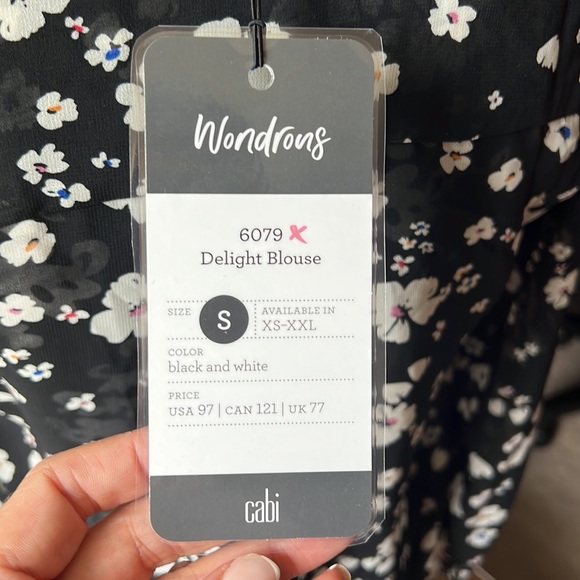 Wondrous
6079 x
Delight Blouse
SIZE
S
AVAILABLE IN
XS-XXL
COLOR
black and white
PRICE
USA 97 | CAN 121 | UK 77
cabi